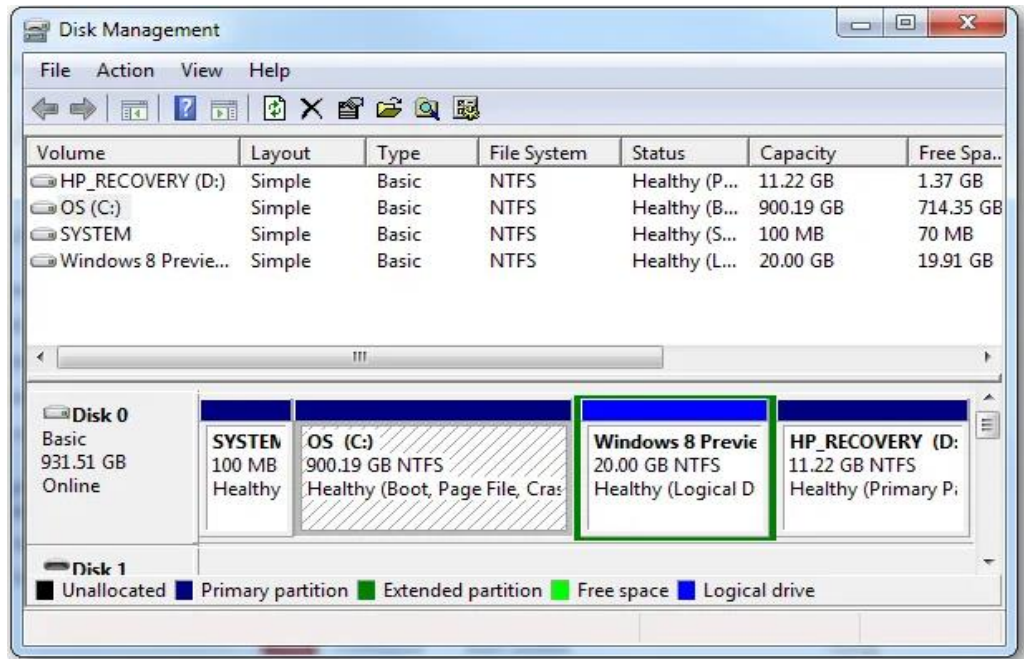 Disk Management
File Action View Help
Volume Layout Type File System Status Capacity Free Spa..
HP_RECOVERY (D:) Simple Basic NTFS Healthy (P... 11.22 GB 1.37 GB
OS (C:) Simple Basic NTFS Healthy (B... 900.19 GB 714.35 GB
SYSTEM Simple Basic NTFS Healthy (S... 100 MB 70 MB
Windows 8 Previe... Simple Basic NTFS Healthy (L... 20.00 GB 19.91 GB
Disk 0
Basic
931.51 GB
Online
SYSTEM
100 MB
Healthy
OS (C:)
900.19 GB NTFS
Healthy (Boot, Page File, Cras
Windows 8 Previe
20.00 GB NTFS
Healthy (Logical D
HP_RECOVERY (D:
11.22 GB NTFS
Healthy (Primary Pa
Disk 1
Unallocated Primary partition Extended partition Free space Logical drive